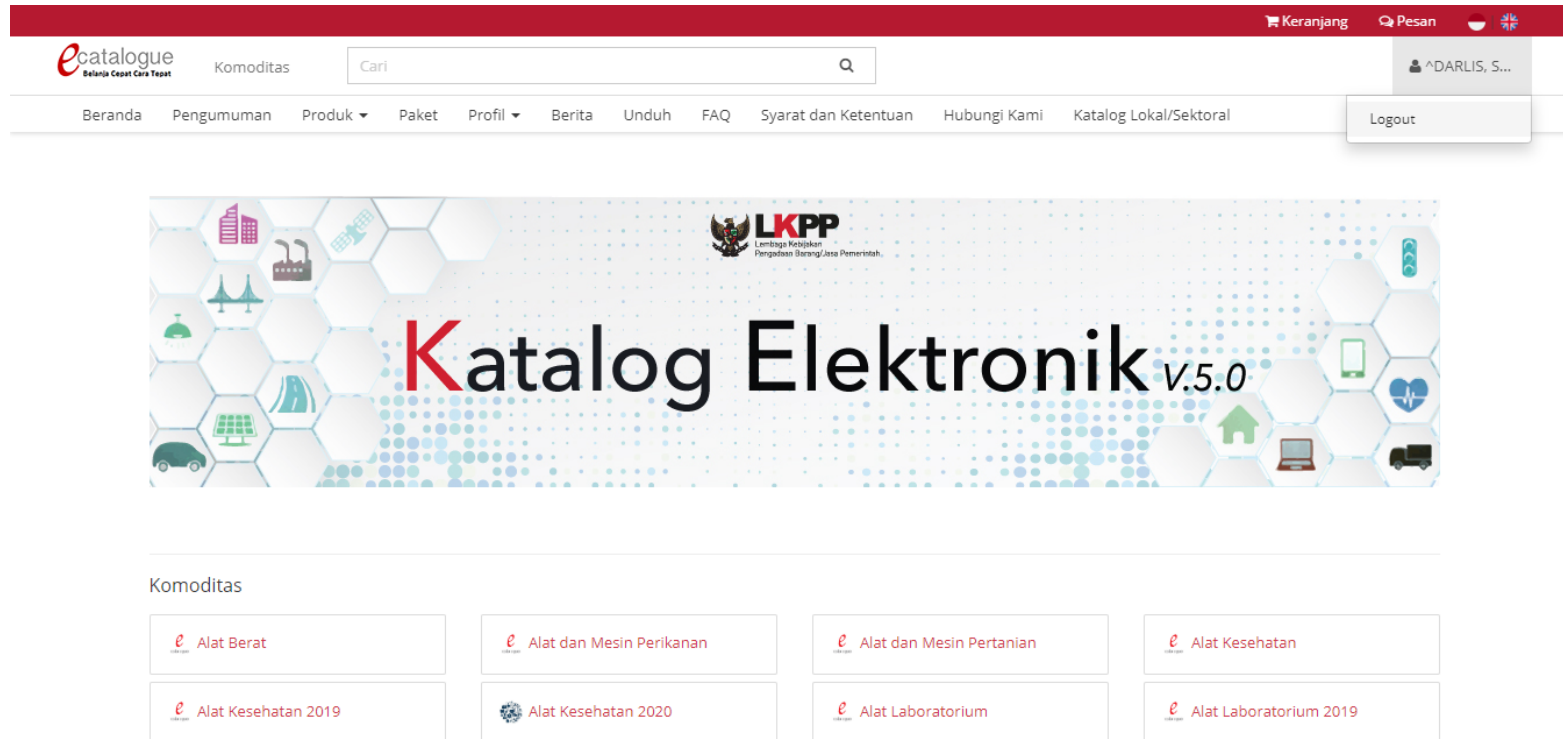 Keranjang Pesan
ecatalogue
Belanja Cepat Cara Tepat
Komoditas Cari ^DARLIS, S...
Beranda Pengumuman Produk Paket Profil Berita Unduh FAQ Syarat dan Ketentuan Hubungi Kami Katalog Lokal/Sektoral
Logout
LKPP
Lembaga Kebijakan
Pengadaan Barang/Jasa Pemerintah
Katalog Elektronik V.5.0
Komoditas
Alat Berat Alat dan Mesin Perikanan Alat dan Mesin Pertanian Alat Kesehatan
Alat Kesehatan 2019 Alat Kesehatan 2020 Alat Laboratorium Alat Laboratorium 2019